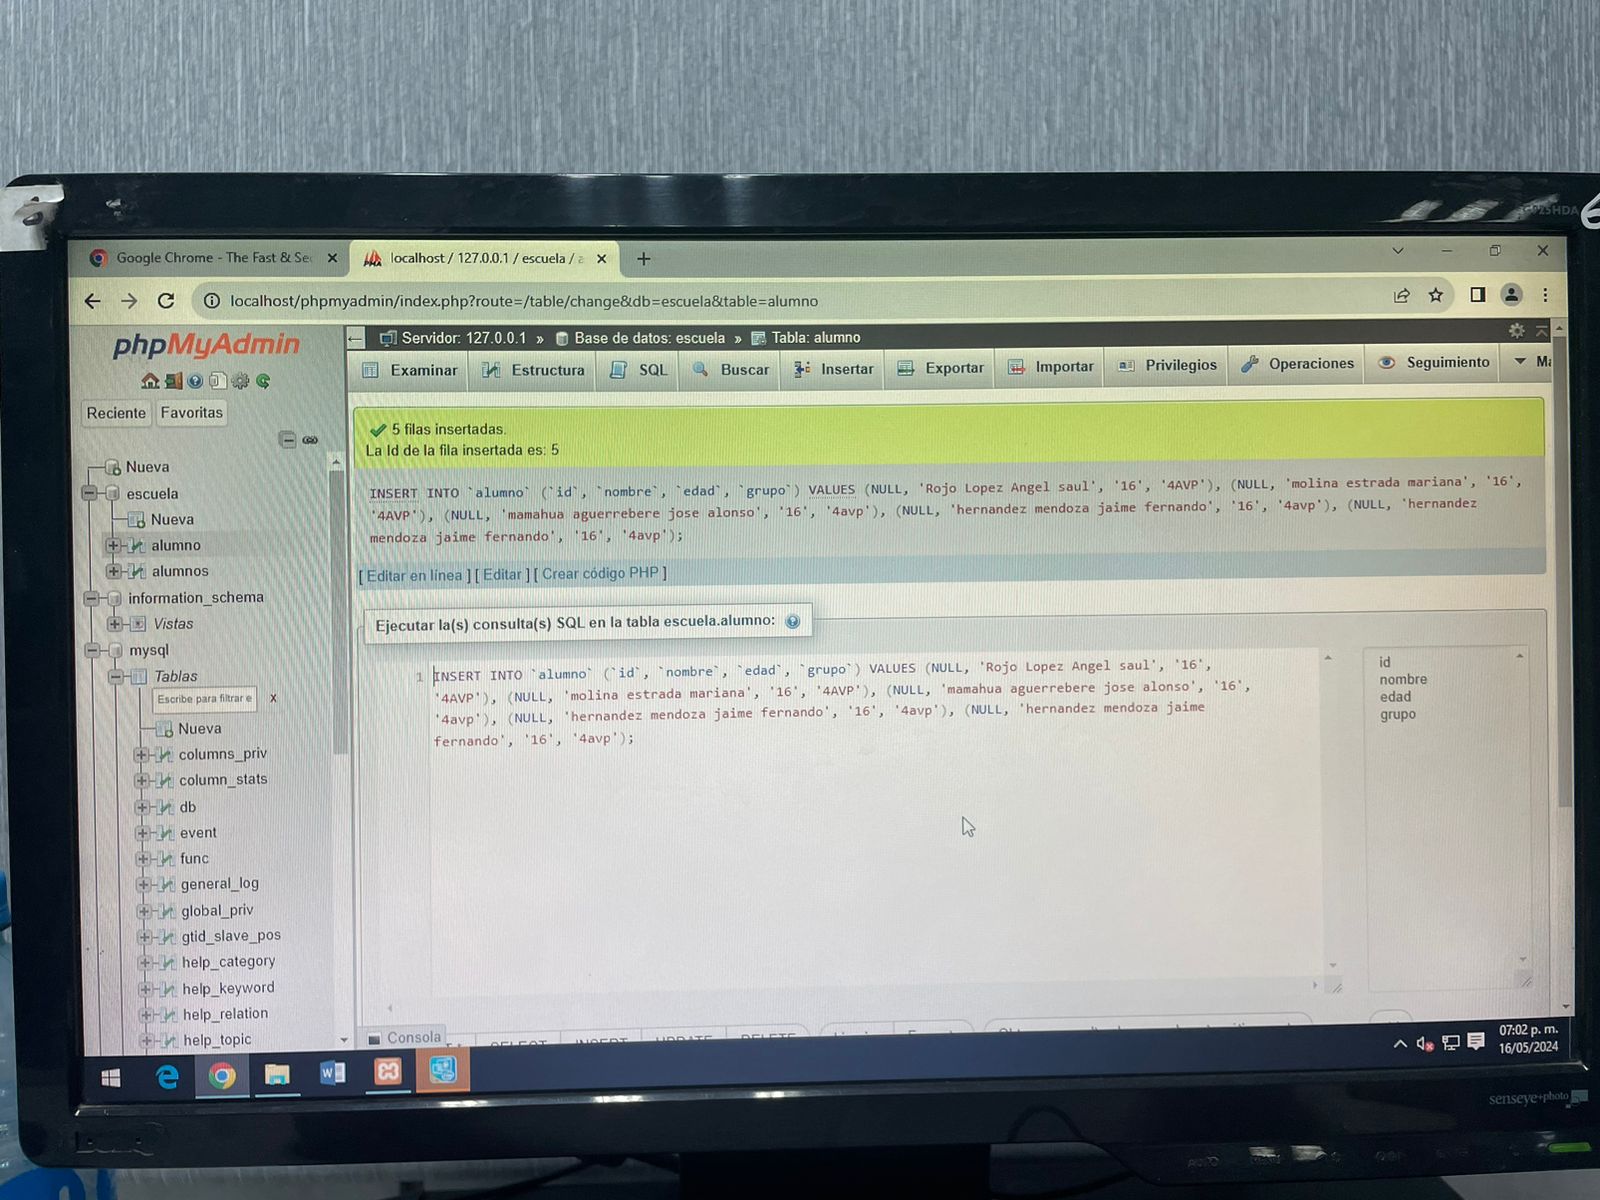 Google Chrome - The Fast & Sec
localhost / 127.0.0.1 / escuela / a
localhost/phpmyadmin/index.php?route=/table/change&db=escuela&table=alumno
phpMyAdmin
Reciente Favoritas
Nueva
escuela
Nueva
alumno
alumnos
information_schema
Vistas
mysql
Tablas
Escribe para filtrar e X
Nueva
columns_priv
column_stats
db
event
func
general_log
global_priv
gtid_slave_pos
help_category
help_keyword
help_relation
help_topic
Servidor: 127.0.0.1 » Base de datos: escuela » Tabla: alumno
Examinar Estructura SQL Buscar Insertar Exportar Importar Privilegios Operaciones Seguimiento
5 filas insertadas.
La Id de la fila insertada es: 5
INSERT INTO `alumno` (`id`, `nombre`, `edad`, `grupo`) VALUES (NULL, 'Rojo Lopez Angel saul', '16', '4AVP'), (NULL, 'molina estrada mariana', '16',
'4AVP'), (NULL, 'mamahua aguerrebere jose alonso', '16', '4avp'), (NULL, 'hernandez mendoza jaime fernando', '16', '4avp'), (NULL, 'hernandez
mendoza jaime fernando', '16', '4avp');
[ Editar en línea ] [ Editar ] [ Crear código PHP ]
Ejecutar la(s) consulta(s) SQL en la tabla escuela.alumno:
1 INSERT INTO `alumno` (`id`, `nombre`, `edad`, `grupo`) VALUES (NULL, 'Rojo Lopez Angel saul', '16',
'4AVP'), (NULL, 'molina estrada mariana', '16', '4AVP'), (NULL, 'mamahua aguerrebere jose alonso', '16',
'4avp'), (NULL, 'hernandez mendoza jaime fernando', '16', '4avp'), (NULL, 'hernandez mendoza jaime
fernando', '16', '4avp');
id
nombre
edad
grupo
Consola
SELECT INSERT UPDATE DELETE
07:02 p. m.
16/05/2024
senseye+photo
BenQ